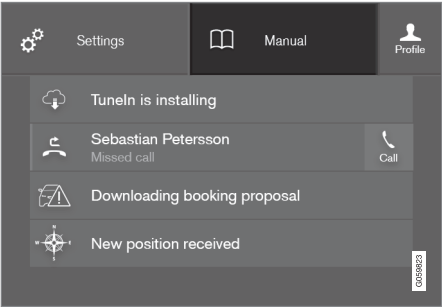 Settings
Manual
Profile
TuneIn is installing
Sebastian Petersson
Missed call
Call
Downloading booking proposal
N
W
E
S
New position received
G059823